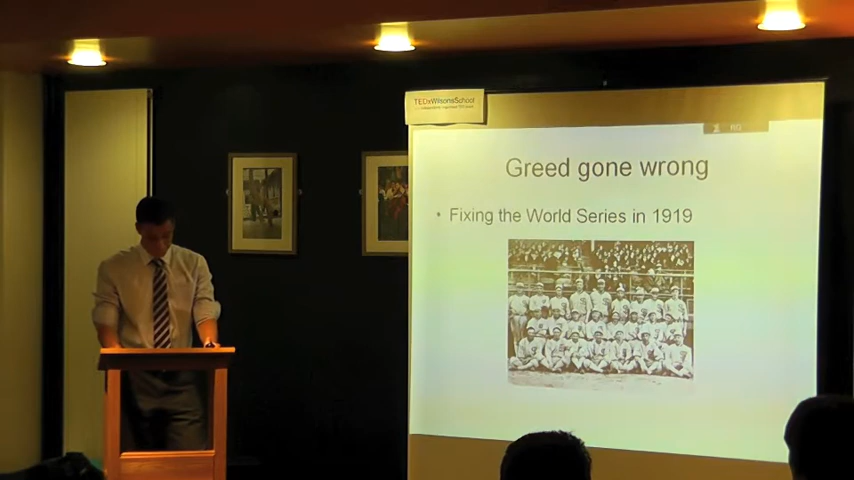 TEDxWilsonsSchool
Greed gone wrong
• Fixing the World Series in 1919